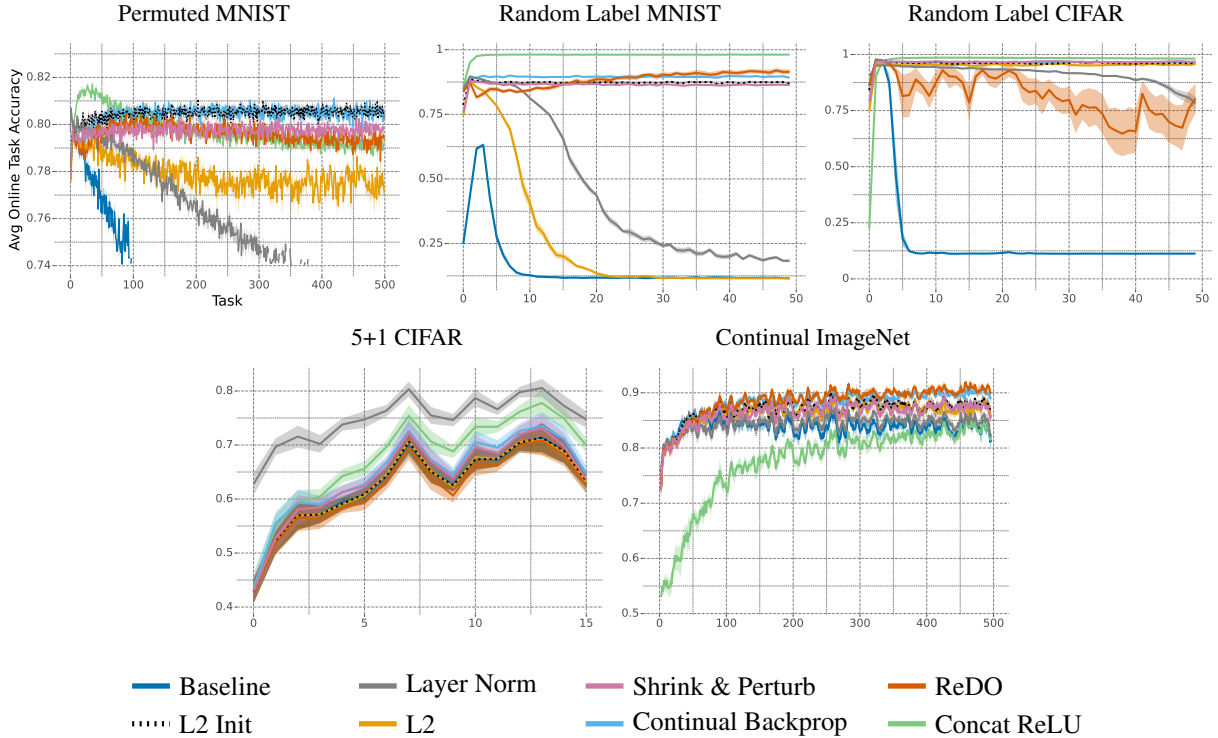 Permuted MNIST
Random Label MNIST
Random Label CIFAR
Avg Online Task Accuracy
0.82
0.80
0.78
0.76
0.74
0 100 200 300 400 500
Task
1
0.75
0.50
0.25
0 10 20 30 40 50
1
0.75
0.50
0.25
0
0 10 20 30 40 50
5+1 CIFAR
Continual ImageNet
0.8
0.7
0.6
0.5
0.4
0 5 10 15
0.9
0.8
0.7
0.6
0.5
0 100 200 300 400 500
Baseline
Layer Norm
Shrink & Perturb
ReDO
L2 Init
L2
Continual Backprop
Concat ReLU